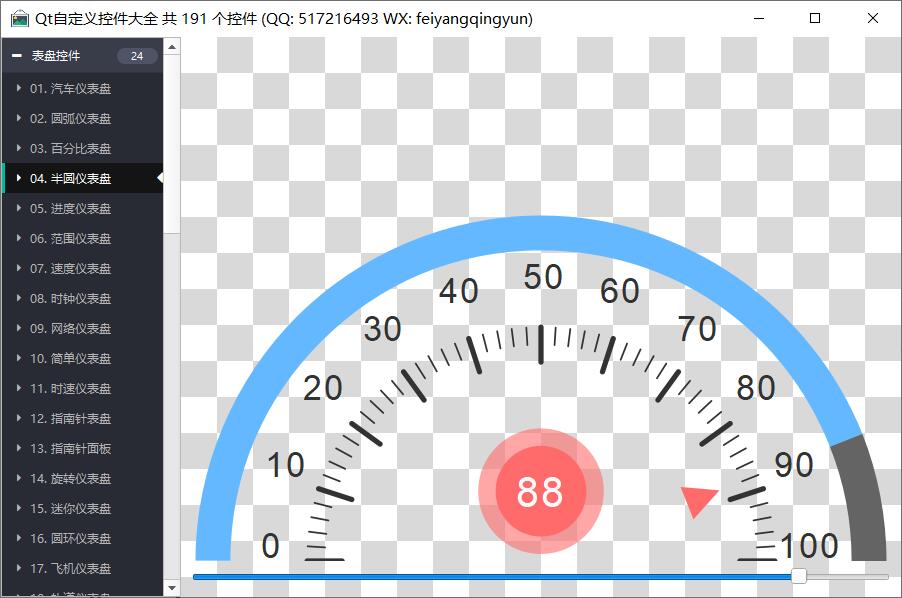 Qt自定义控件大全 共 191 个控件 (QQ: 517216493 WX: feiyangqingyun)
表盘控件 24
01. 汽车仪表盘
02. 圆弧仪表盘
03. 百分比表盘
04. 半圆仪表盘
05. 进度仪表盘
06. 范围仪表盘
07. 速度仪表盘
08. 时钟仪表盘
09. 网络仪表盘
10. 简单仪表盘
11. 时速仪表盘
12. 指南针表盘
13. 指南针面板
14. 旋转仪表盘
15. 迷你仪表盘
16. 圆环仪表盘
17. 飞机仪表盘
0
10
20
30
40
50
60
70
80
90
100
88